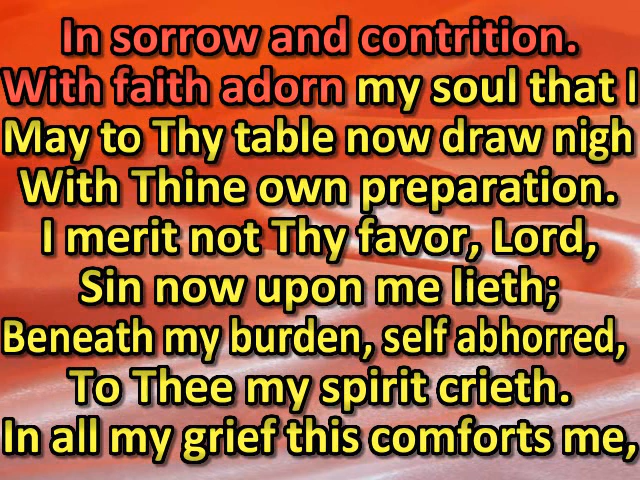 In sorrow and contrition.
With faith adorn my soul that I
May to Thy table now draw nigh
With Thine own preparation.
I merit not Thy favor, Lord,
Sin now upon me lieth;
Beneath my burden, self abhorred,
To Thee my spirit crieth.
In all my grief this comforts me,